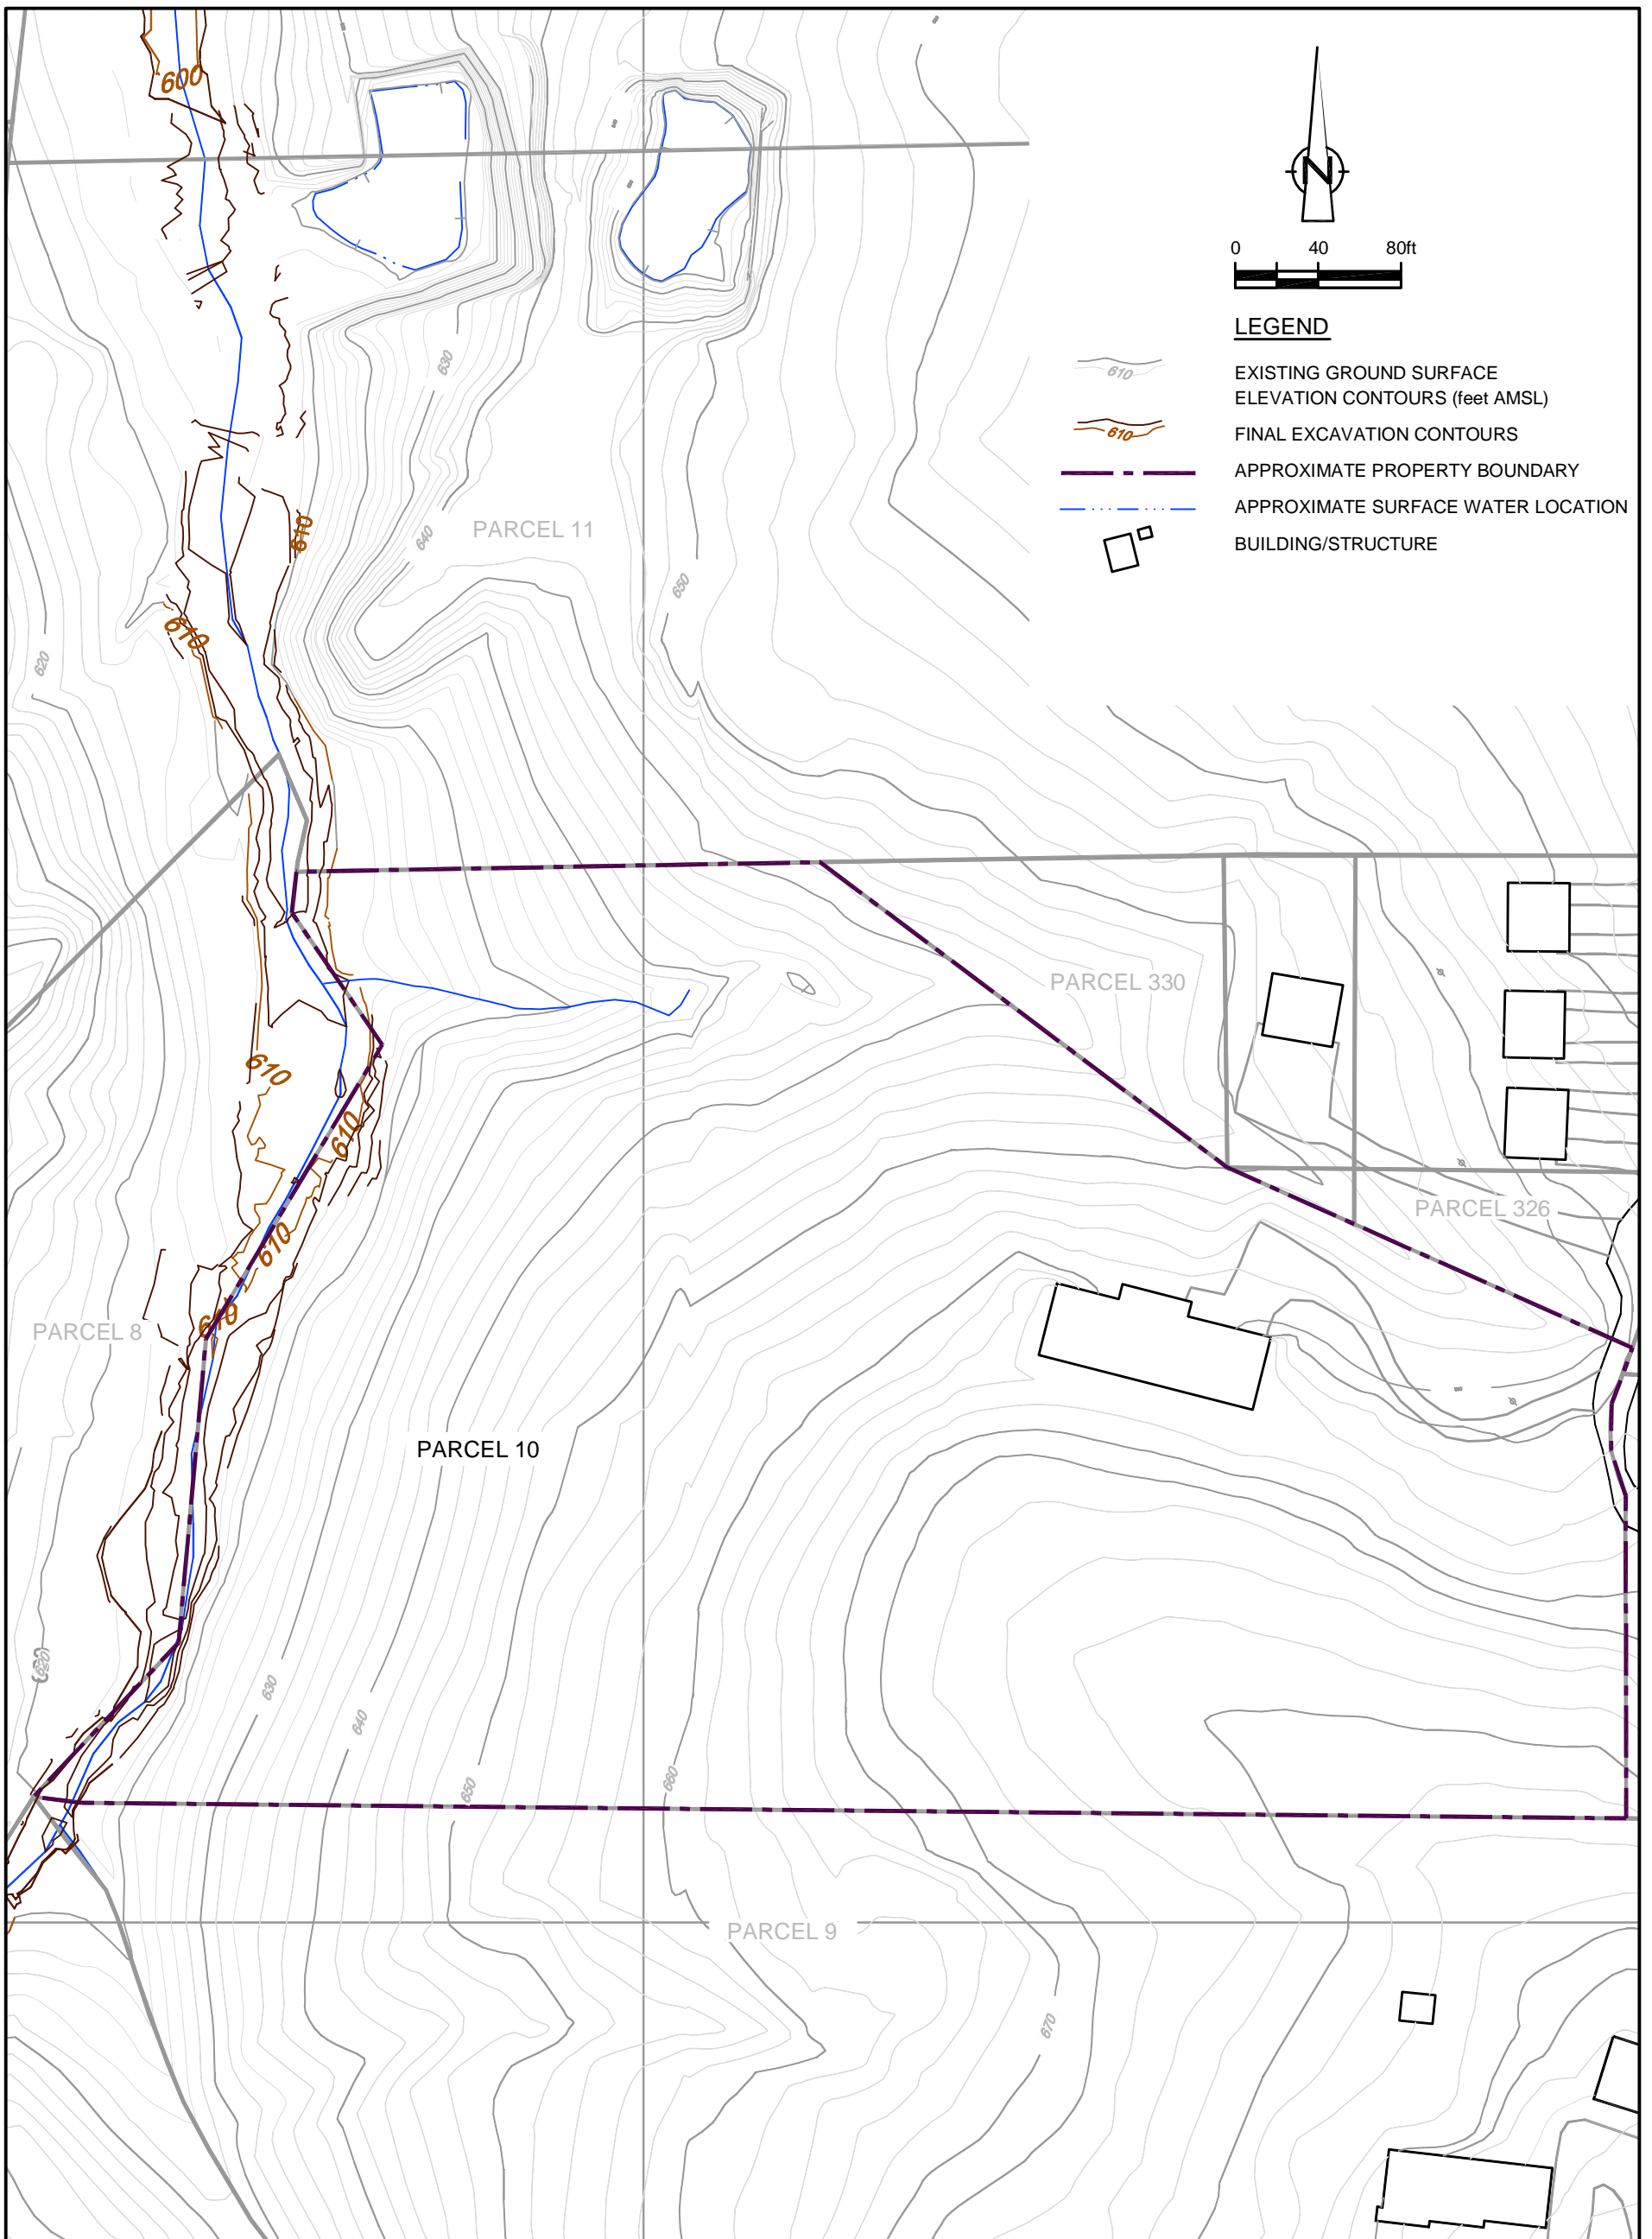 600
N
0 40 80ft
LEGEND
610
EXISTING GROUND SURFACE
ELEVATION CONTOURS (feet AMSL)
610
FINAL EXCAVATION CONTOURS
APPROXIMATE PROPERTY BOUNDARY
APPROXIMATE SURFACE WATER LOCATION
BUILDING/STRUCTURE
630
610
640
PARCEL 11
650
610
620
PARCEL 330
610
610
PARCEL 326
610
610
PARCEL 8
PARCEL 10
620
630
640
650
660
PARCEL 9
670